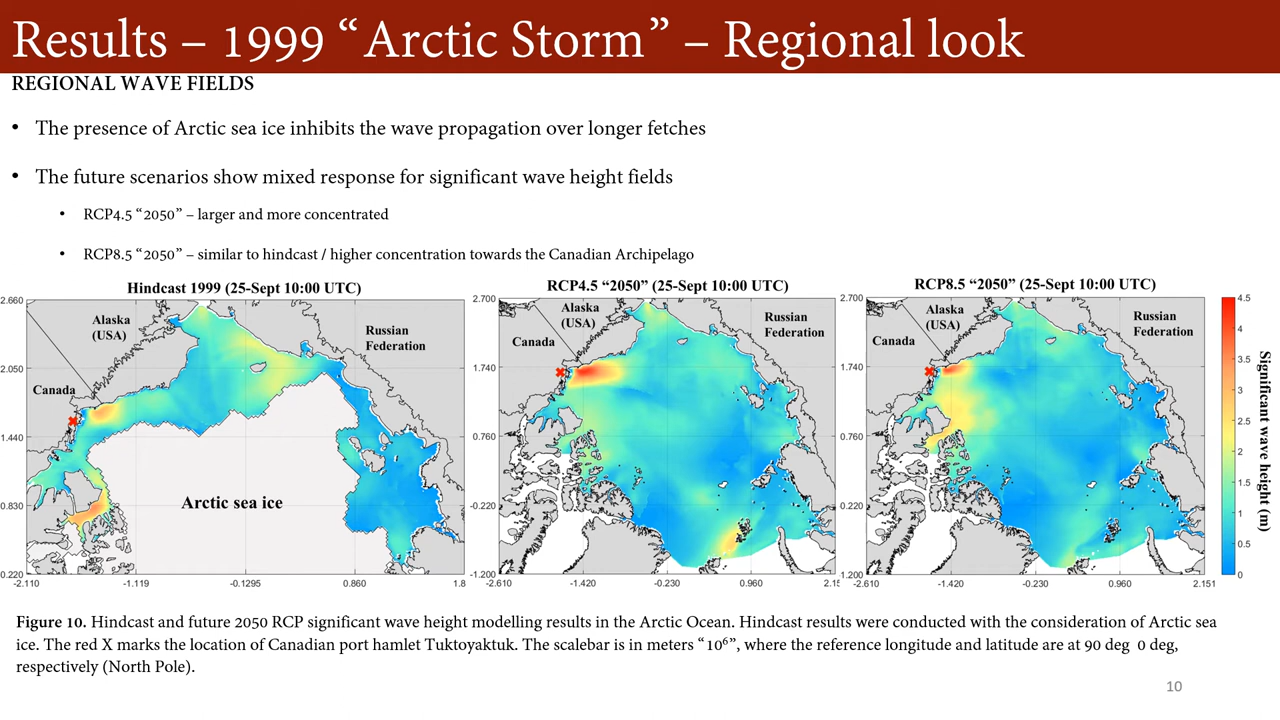 Results – 1999 “Arctic Storm” – Regional look
REGIONAL WAVE FIELDS
• The presence of Arctic sea ice inhibits the wave propagation over longer fetches
• The future scenarios show mixed response for significant wave height fields
• RCP4.5 “2050” – larger and more concentrated
• RCP8.5 “2050” – similar to hindcast / higher concentration towards the Canadian Archipelago
Hindcast 1999 (25-Sept 10:00 UTC)
2.660
2.050
1.440
0.830
0.220
-2.110
-1.119
-0.1295
0.860
1.8
Alaska
(USA)
Russian
Federation
Canada
Arctic sea ice
RCP4.5 “2050” (25-Sept 10:00 UTC)
2.700
1.740
0.760
-0.220
-1.200
-2.610
-1.420
-0.230
0.960
2.15
Alaska
(USA)
Russian
Federation
Canada
RCP8.5 “2050” (25-Sept 10:00 UTC)
2.700
1.740
0.760
0.220
1.200
-2.610
-1.420
-0.230
0.960
2.151
Alaska
(USA)
Russian
Federation
Canada
4.5
4
3.5
3
2.5
2
1.5
1
0.5
0
Significant wave height (m)
Figure 10. Hindcast and future 2050 RCP significant wave height modelling results in the Arctic Ocean. Hindcast results were conducted with the consideration of Arctic sea
ice. The red X marks the location of Canadian port hamlet Tuktoyaktuk. The scalebar is in meters “10⁶”, where the reference longitude and latitude are at 90 deg 0 deg,
respectively (North Pole).
10